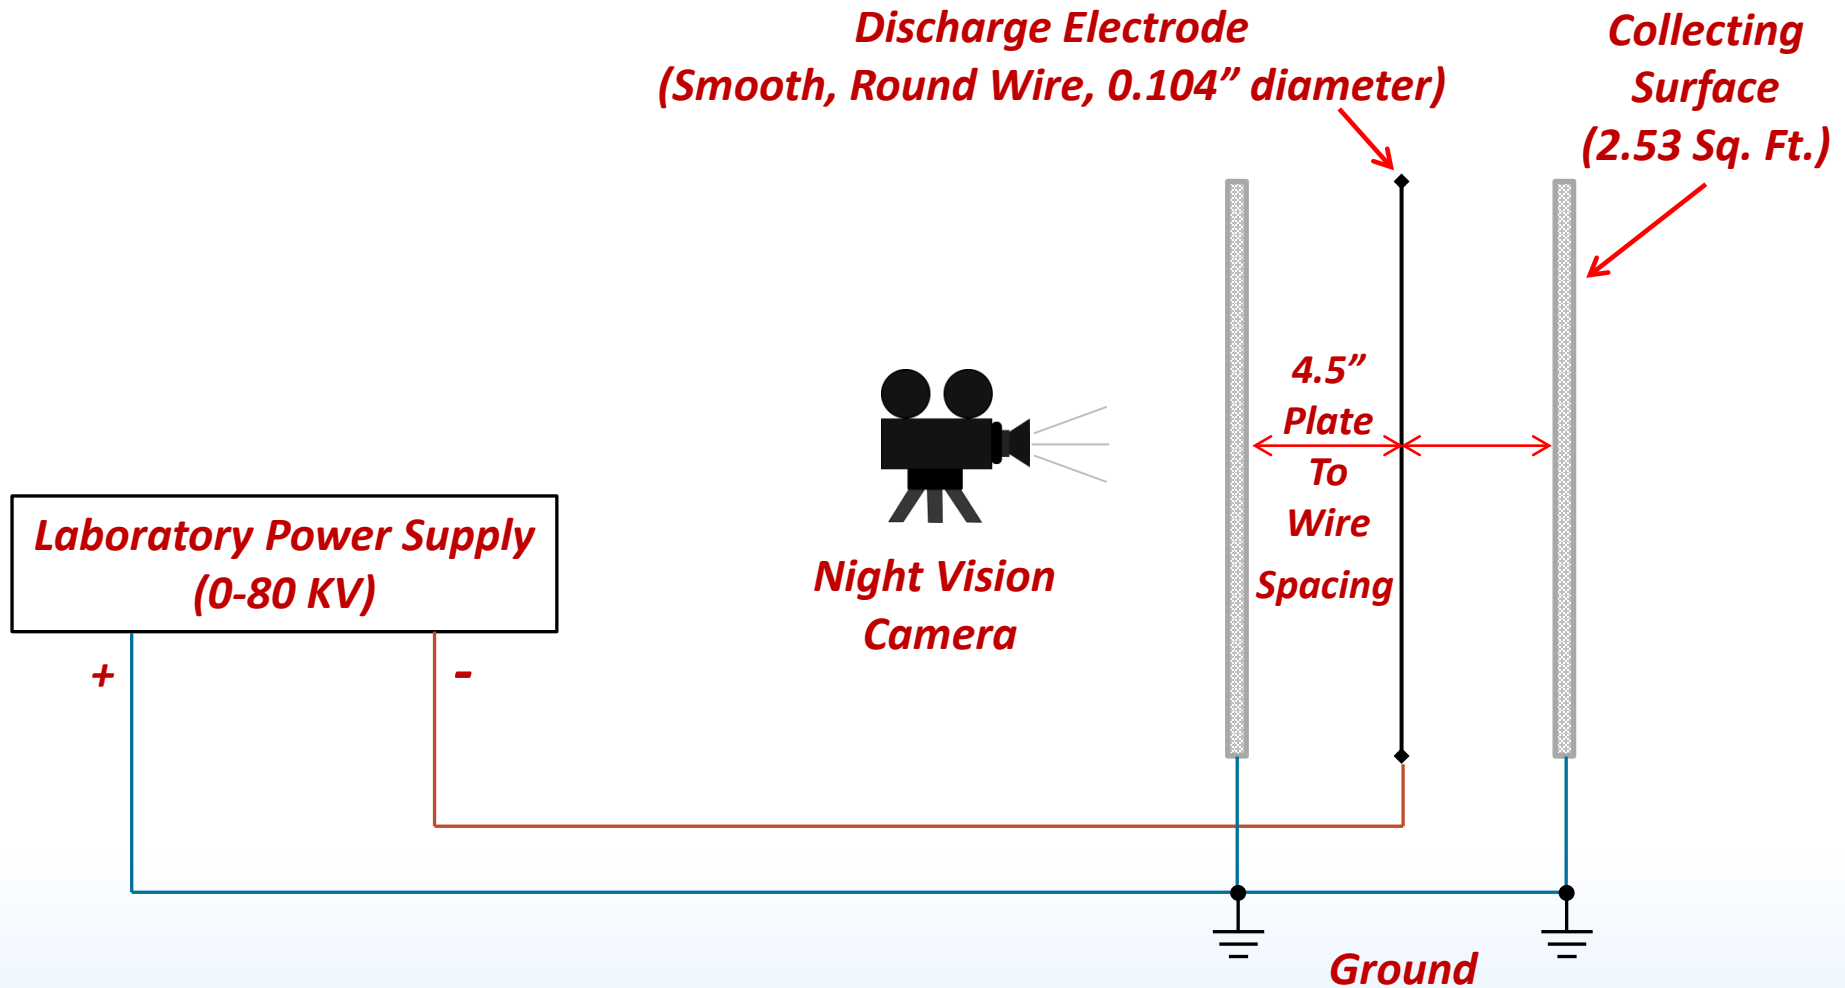 Discharge Electrode
(Smooth, Round Wire, 0.104” diameter)
Collecting
Surface
(2.53 Sq. Ft.)
4.5”
Plate
To
Wire
Spacing
Night Vision
Camera
Laboratory Power Supply
(0-80 KV)
+
-
Ground